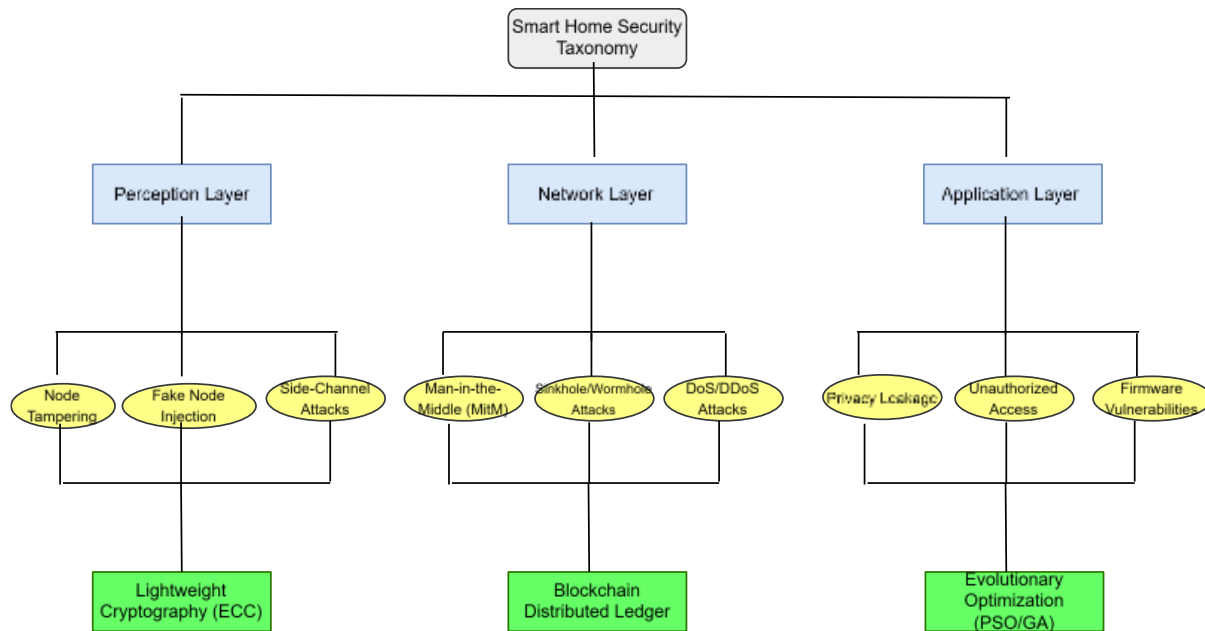 Smart Home Security
Taxonomy
Perception Layer
Network Layer
Application Layer
Node
Tampering
Fake Node
Injection
Side-Channel
Attacks
Man-in-the-
Middle (MitM)
Sinkhole/Wormhole
Attacks
DoS/DDoS
Attacks
Privacy Leakage
Unauthorized
Access
Firmware
Vulnerabilities
Lightweight
Cryptography (ECC)
Blockchain
Distributed Ledger
Evolutionary
Optimization
(PSO/GA)